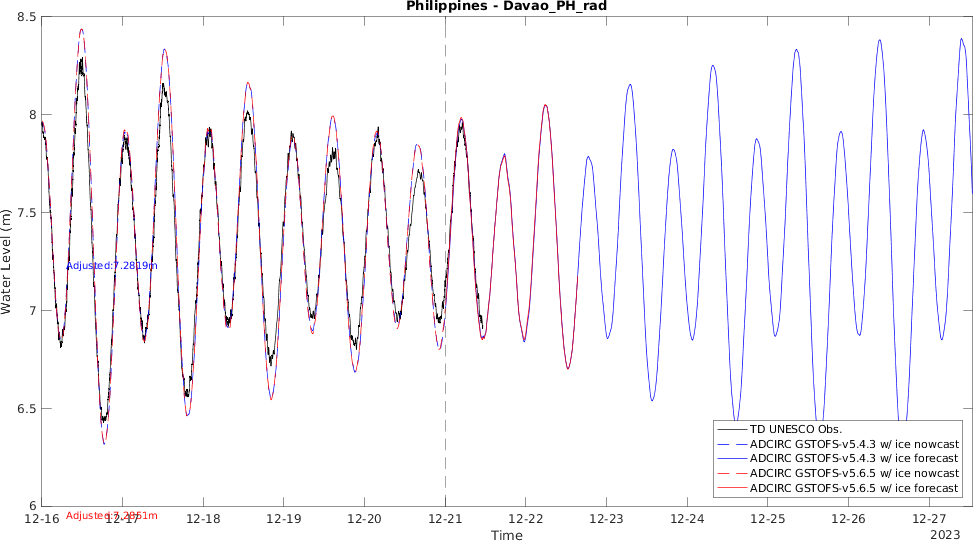 Philippines - Davao_PH_rad
Water Level (m)
8.5
8
7.5
7
6.5
6
Adjusted:7.2819m
Adjusted:7.2861m
12-16
12-17
12-18
12-19
12-20
12-21
12-22
12-23
12-24
12-25
12-26
12-27
2023
Time
TD UNESCO Obs.
ADCIRC GSTOFS-v5.4.3 w/ ice nowcast
ADCIRC GSTOFS-v5.4.3 w/ ice forecast
ADCIRC GSTOFS-v5.6.5 w/ ice nowcast
ADCIRC GSTOFS-v5.6.5 w/ ice forecast